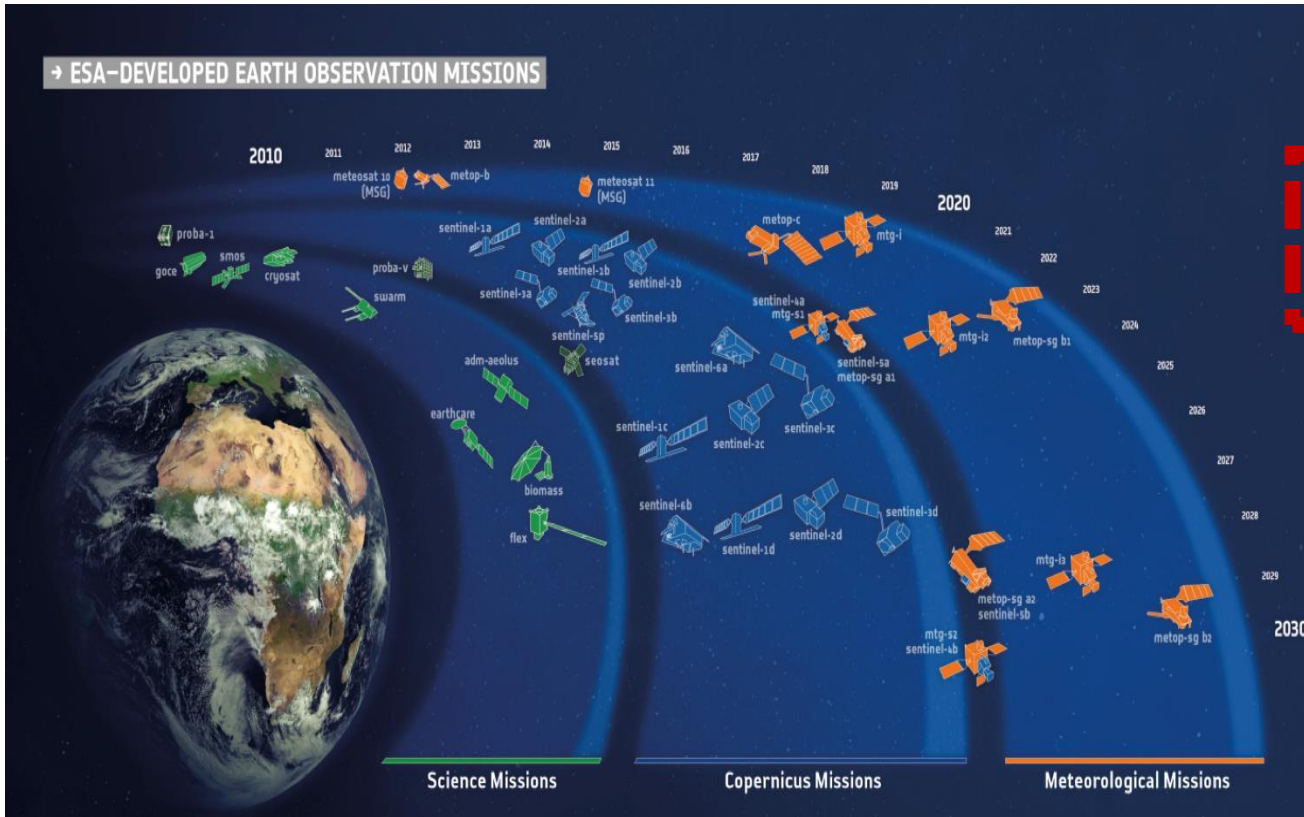 → ESA-DEVELOPED EARTH OBSERVATION MISSIONS
2010
2011
2012
2013
2014
2015
2016
2017
2018
2019
2020
2021
2022
2023
2024
2025
2026
2027
2028
2029
2030
meteosat 10
(MSG)
metop-b
meteosat 11
(MSG)
metop-c
mtg-i
proba-1
goce
smos
cryosat
swarm
proba-v
sentinel-1a
sentinel-2a
sentinel-1b
sentinel-2b
sentinel-3a
sentinel-3b
sentinel-5p
seosat
adm-aeolus
earthcare
biomass
flex
sentinel-4a
mtg-s1
sentinel-5a
metop-sg a1
mtg-i2
metop-sg b1
sentinel-6a
sentinel-1c
sentinel-2c
sentinel-3c
sentinel-6b
sentinel-1d
sentinel-2d
sentinel-3d
metop-sg a2
sentinel-5b
mtg-i3
metop-sg b2
mtg-s2
sentinel-4b
Science Missions
Copernicus Missions
Meteorological Missions